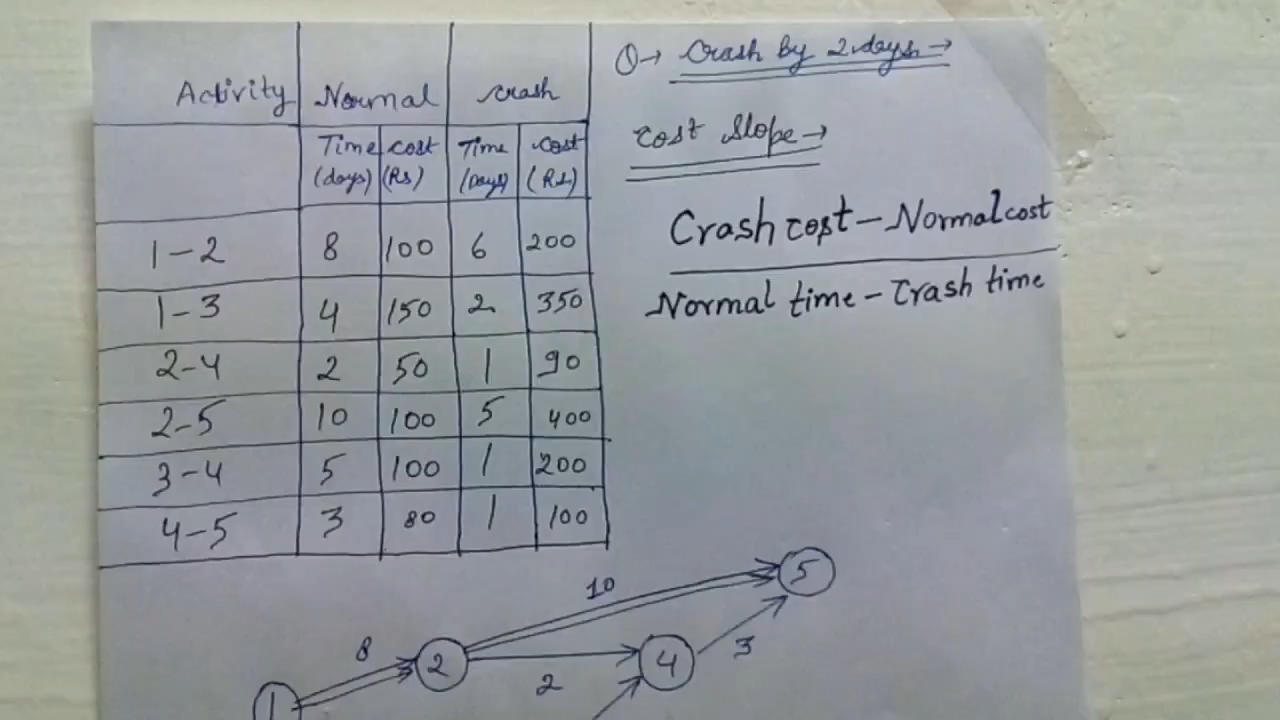 Activity Normal Crash
Time cost Time Cost
(days) (Rs) (Days) (Rs.)
1-2 8 100 6 200
1-3 4 150 2 350
2-4 2 50 1 90
2-5 10 100 5 400
3-4 5 100 1 200
4-5 3 80 1 100
Q→ Crash by 2 days→
Cost Slope→
Crash cost - Normal cost
Normal time - Crash time
10
5
8
2
4
3
2
1